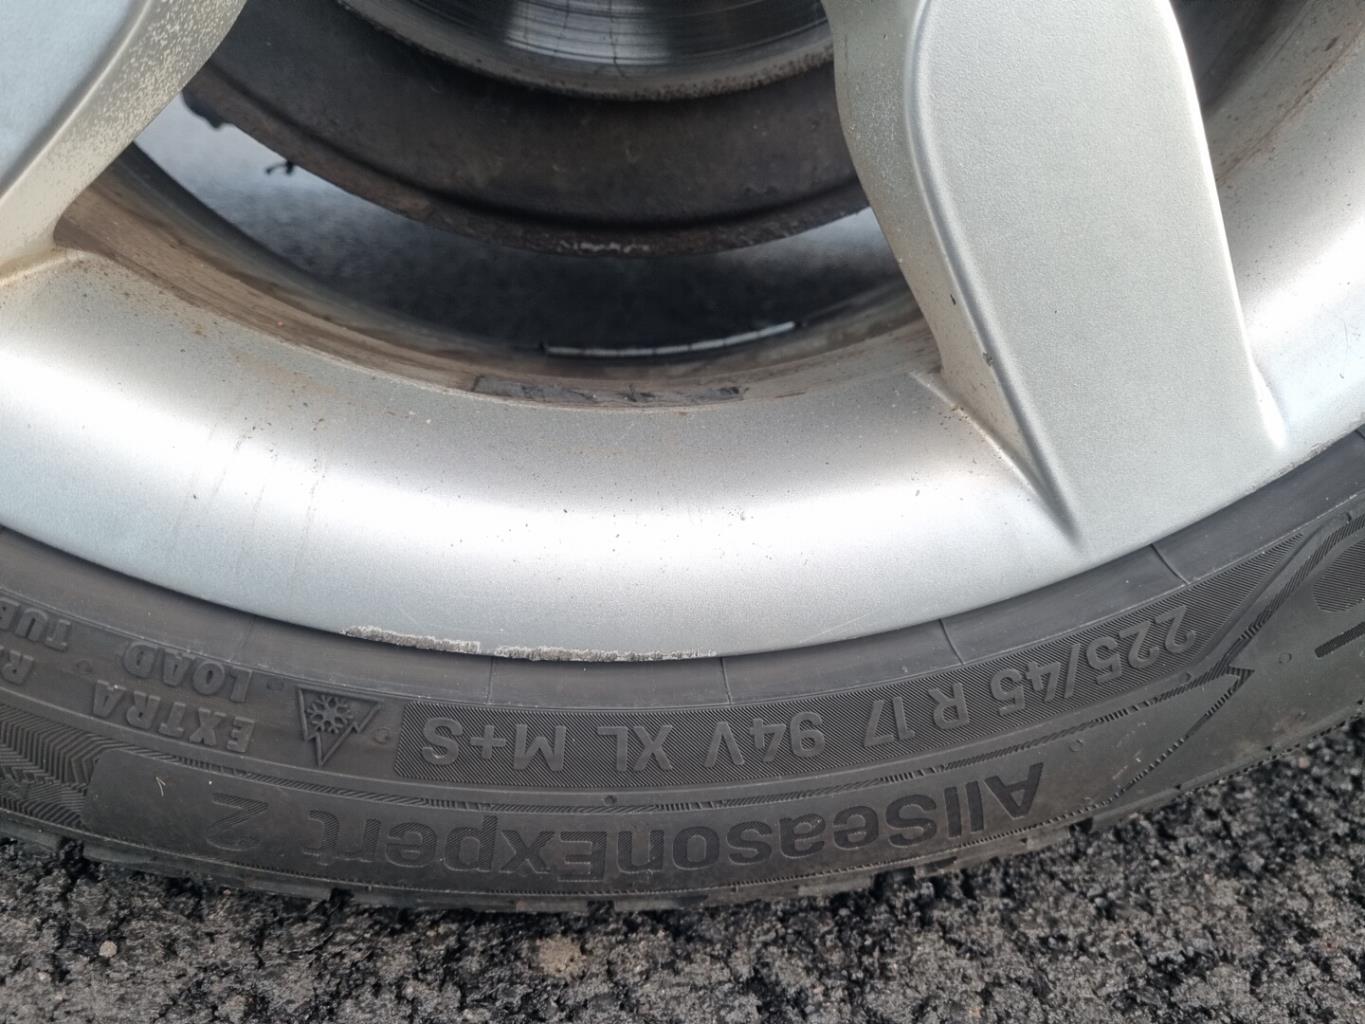 225/45 R 17 94V XL M+S
EXTRA
LOAD
AllSeasonExpert 2